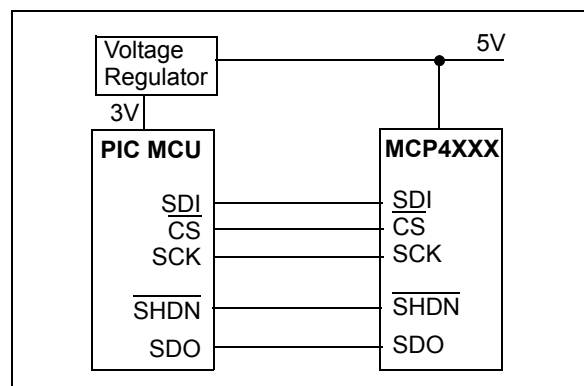 Voltage
Regulator
5V
3V
PIC MCU
MCP4XXX
SDI
SDI
CS
CS
SCK
SCK
SHDN
SHDN
SDO
SDO